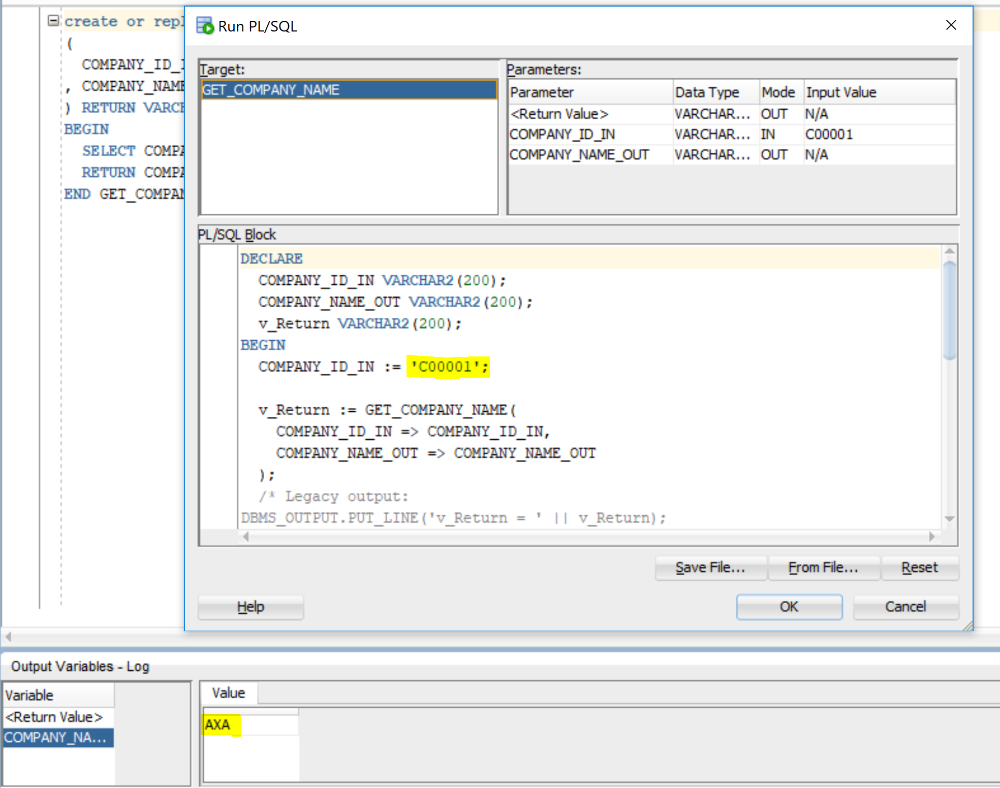 create or repl
(
COMPANY_ID_I
, COMPANY_NAME
) RETURN VARCH
BEGIN
SELECT COMPA
RETURN COMPA
END GET_COMPAN
Run PL/SQL
Target:
GET_COMPANY_NAME
Parameters:
Parameter Data Type Mode Input Value
<Return Value> VARCHAR... OUT N/A
COMPANY_ID_IN VARCHAR... IN C00001
COMPANY_NAME_OUT VARCHAR... OUT N/A
PL/SQL Block
DECLARE
COMPANY_ID_IN VARCHAR2(200);
COMPANY_NAME_OUT VARCHAR2(200);
v_Return VARCHAR2(200);
BEGIN
COMPANY_ID_IN := 'C00001';
v_Return := GET_COMPANY_NAME(
COMPANY_ID_IN => COMPANY_ID_IN,
COMPANY_NAME_OUT => COMPANY_NAME_OUT
);
/* Legacy output:
DBMS_OUTPUT.PUT_LINE('v_Return = ' || v_Return);
Save File... From File... Reset
Help OK Cancel
Output Variables - Log
Variable
<Return Value>
COMPANY_NA...
Value
AXA